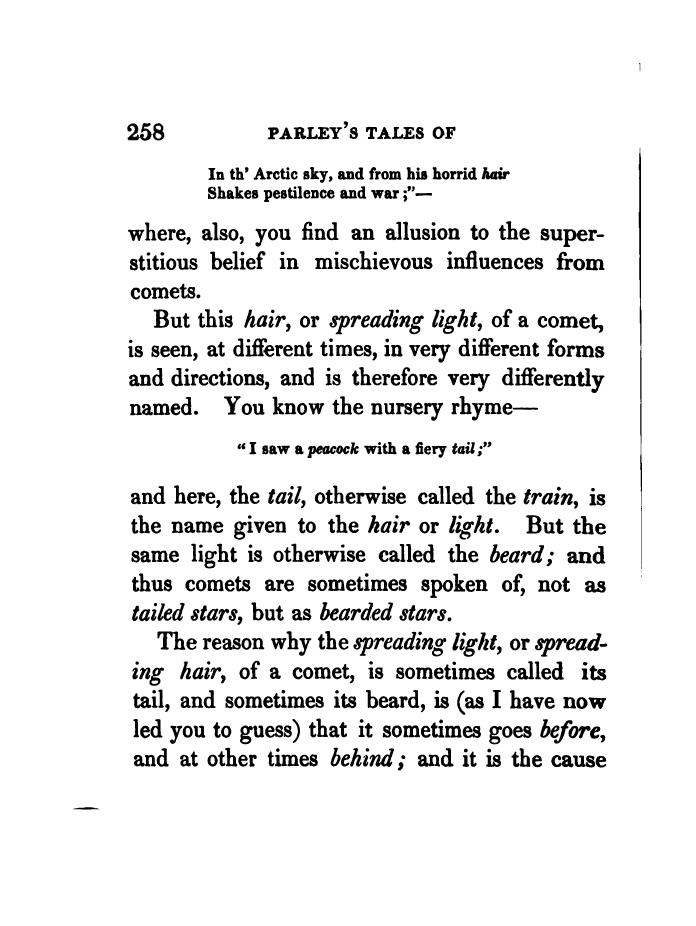 258 PARLEY'S TALES OF
In th' Arctic sky, and from his horrid hair
Shakes pestilence and war;"—
where, also, you find an allusion to the super-
stitious belief in mischievous influences from
comets.
But this hair, or spreading light, of a comet,
is seen, at different times, in very different forms
and directions, and is therefore very differently
named. You know the nursery rhyme—
"I saw a peacock with a fiery tail;"
and here, the tail, otherwise called the train, is
the name given to the hair or light. But the
same light is otherwise called the beard; and
thus comets are sometimes spoken of, not as
tailed stars, but as bearded stars.
The reason why the spreading light, or spread-
ing hair, of a comet, is sometimes called its
tail, and sometimes its beard, is (as I have now
led you to guess) that it sometimes goes before,
and at other times behind; and it is the cause